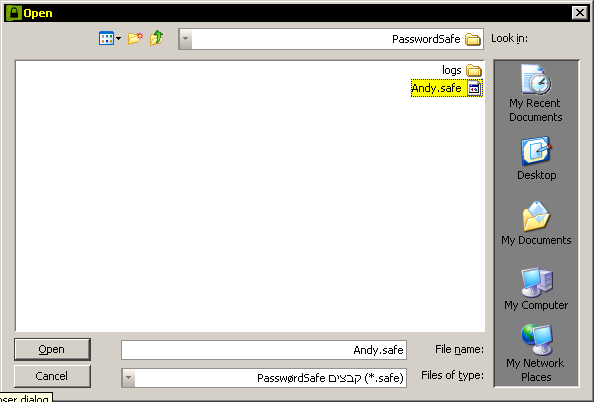 Open
Look in:
PasswordSafe
logs
Andy.safe
My Recent
Documents
Desktop
My Documents
My Computer
My Network
Places
File name:
Andy.safe
Open
Files of type:
קבצים PasswørdSafe (*.safe)
Cancel
oser dialog